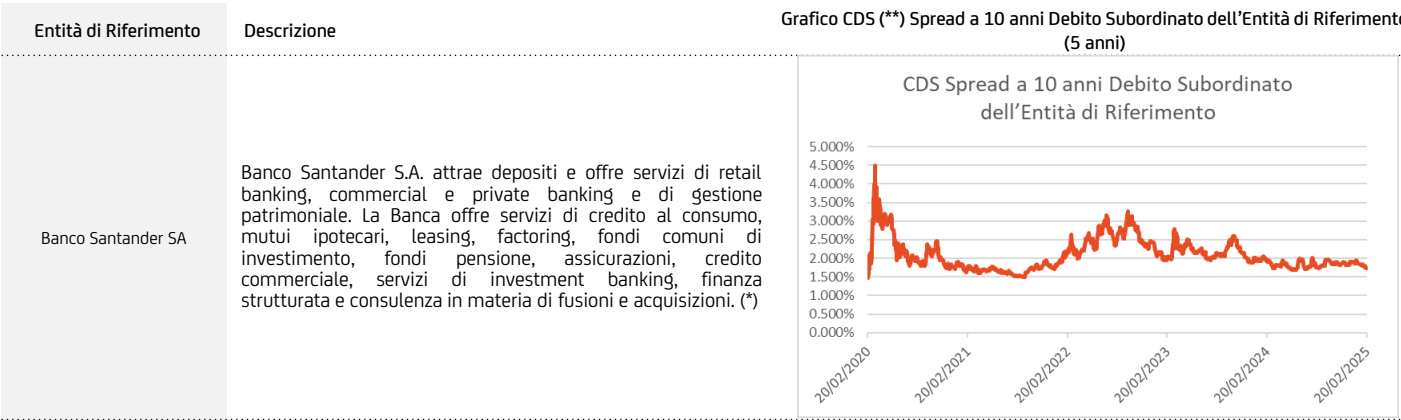 Entità di Riferimento
Descrizione
Grafico CDS (**) Spread a 10 anni Debito Subordinato dell'Entità di Riferimento
(5 anni)
Banco Santander SA
Banco Santander S.A. attrae depositi e offre servizi di retail
banking, commercial e private banking e di gestione
patrimoniale. La Banca offre servizi di credito al consumo,
mutui ipotecari, leasing, factoring, fondi comuni di
investimento, fondi pensione, assicurazioni, credito
commerciale, servizi di investment banking, finanza
strutturata e consulenza in materia di fusioni e acquisizioni. (*)
CDS Spread a 10 anni Debito Subordinato
dell'Entità di Riferimento
5.000%
4.500%
4.000%
3.500%
3.000%
2.500%
2.000%
1.500%
1.000%
0.500%
0.000%
20/02/2020
20/02/2021
20/02/2022
20/02/2023
20/02/2024
20/02/2025